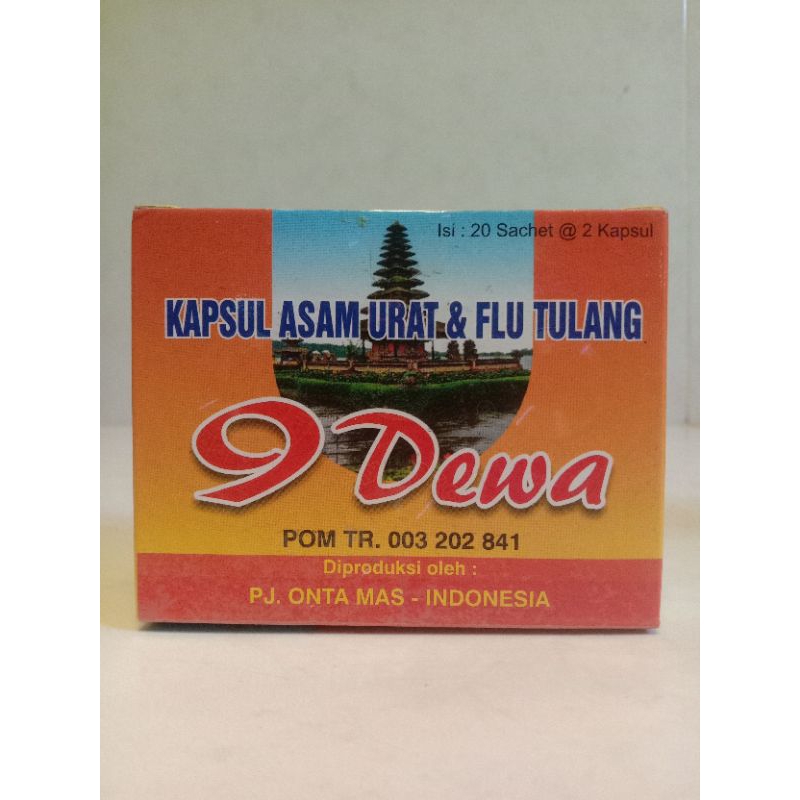 Isi : 20 Sachet @ 2 Kapsul
KAPSUL ASAM URAT & FLU TULANG
9 Dewa
POM TR. 003 202 841
Diproduksi oleh :
PJ. ONTA MAS - INDONESIA